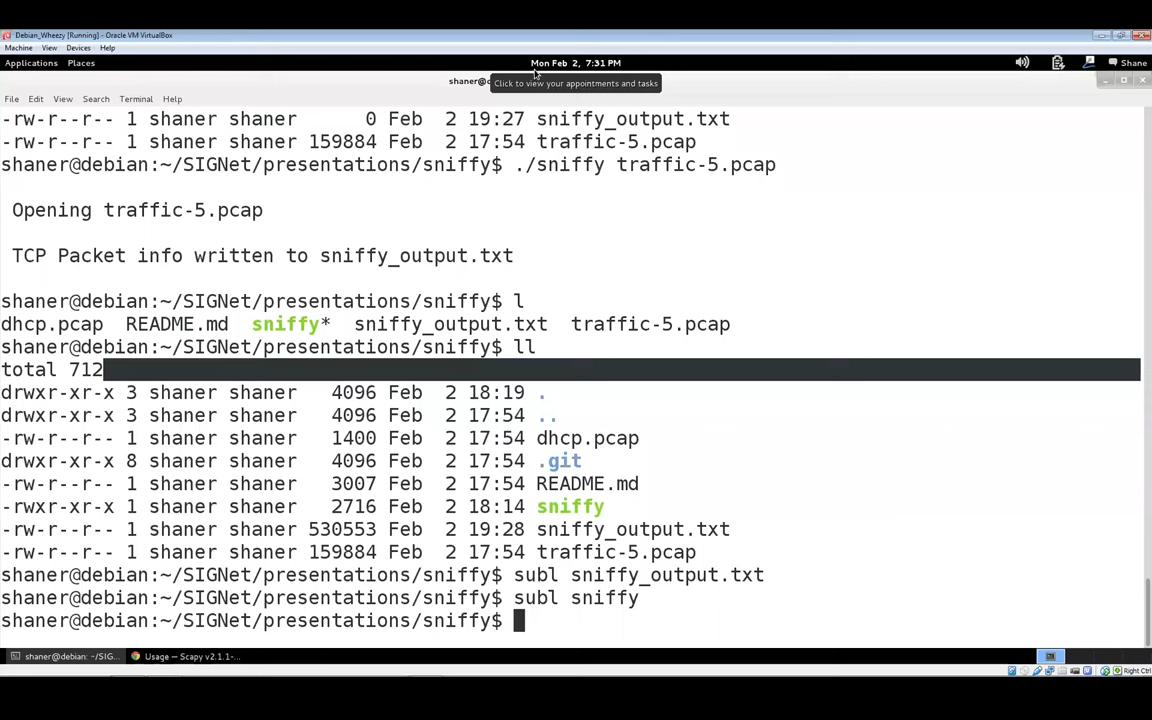 Debian_Wheezy [Running] - Oracle VM VirtualBox
Machine View Devices Help
Applications Places Mon Feb 2, 7:31 PM Shane
shaner@d
Click to view your appointments and tasks
File Edit View Search Terminal Help
-rw-r--r-- 1 shaner shaner      0 Feb  2 19:27 sniffy_output.txt
-rw-r--r-- 1 shaner shaner 159884 Feb  2 17:54 traffic-5.pcap
shaner@debian:~/SIGNet/presentations/sniffy$ ./sniffy traffic-5.pcap
Opening traffic-5.pcap
TCP Packet info written to sniffy_output.txt
shaner@debian:~/SIGNet/presentations/sniffy$ l
dhcp.pcap  README.md  sniffy*  sniffy_output.txt  traffic-5.pcap
shaner@debian:~/SIGNet/presentations/sniffy$ ll
total 712
drwxr-xr-x 3 shaner shaner   4096 Feb  2 18:19 .
drwxr-xr-x 3 shaner shaner   4096 Feb  2 17:54 ..
-rw-r--r-- 1 shaner shaner   1400 Feb  2 17:54 dhcp.pcap
drwxr-xr-x 8 shaner shaner   4096 Feb  2 17:54 .git
-rw-r--r-- 1 shaner shaner   3007 Feb  2 17:54 README.md
-rwxr-xr-x 1 shaner shaner   2716 Feb  2 18:14 sniffy
-rw-r--r-- 1 shaner shaner 530553 Feb  2 19:28 sniffy_output.txt
-rw-r--r-- 1 shaner shaner 159884 Feb  2 17:54 traffic-5.pcap
shaner@debian:~/SIGNet/presentations/sniffy$ subl sniffy_output.txt
shaner@debian:~/SIGNet/presentations/sniffy$ subl sniffy
shaner@debian:~/SIGNet/presentations/sniffy$
shaner@debian: ~/SIG... Usage — Scapy v2.1.1-...
Right Ctrl